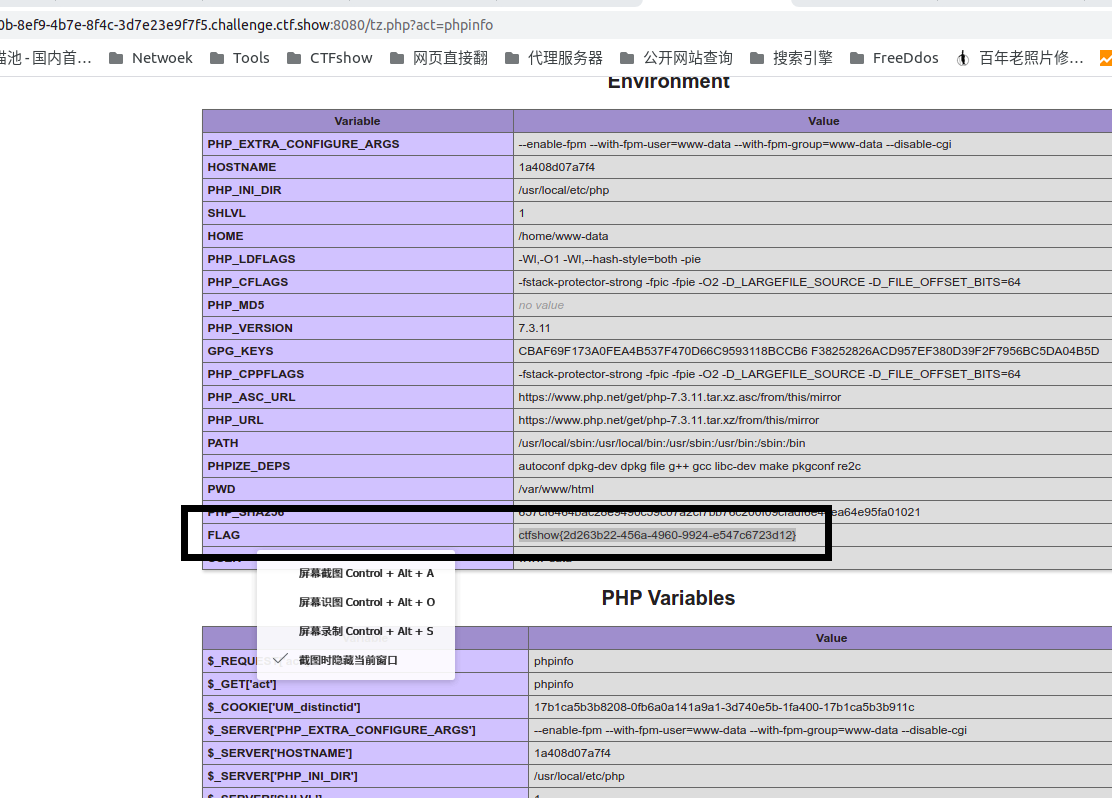 0b-8ef9-4b7e-8f4c-3d7e23e9f7f5.challenge.ctf.show:8080/tz.php?act=phpinfo
猫池 - 国内首… Netwoek Tools CTFshow 网页直接翻 代理服务器 公开网站查询 搜索引擎 FreeDdos 百年老照片修…
Environment
Variable Value
PHP_EXTRA_CONFIGURE_ARGS --enable-fpm --with-fpm-user=www-data --with-fpm-group=www-data --disable-cgi
HOSTNAME 1a408d07a7f4
PHP_INI_DIR /usr/local/etc/php
SHLVL 1
HOME /home/www-data
PHP_LDFLAGS -Wl,-O1 -Wl,--hash-style=both -pie
PHP_CFLAGS -fstack-protector-strong -fpic -fpie -O2 -D_LARGEFILE_SOURCE -D_FILE_OFFSET_BITS=64
PHP_MD5 no value
PHP_VERSION 7.3.11
GPG_KEYS CBAF69F173A0FEA4B537F470D66C9593118BCCB6 F38252826ACD957EF380D39F2F7956BC5DA04B5D
PHP_CPPFLAGS -fstack-protector-strong -fpic -fpie -O2 -D_LARGEFILE_SOURCE -D_FILE_OFFSET_BITS=64
PHP_ASC_URL https://www.php.net/get/php-7.3.11.tar.xz.asc/from/this/mirror
PHP_URL https://www.php.net/get/php-7.3.11.tar.xz/from/this/mirror
PATH /usr/local/sbin:/usr/local/bin:/usr/sbin:/usr/bin:/sbin:/bin
PHPIZE_DEPS autoconf dpkg-dev dpkg file g++ gcc libc-dev make pkgconf re2c
PWD /var/www/html
PHP_SHA256
FLAG ctfshow{2d263b22-456a-4960-9924-e547c6723d12}
屏幕截图 Control + Alt + A
屏幕识图 Control + Alt + O
屏幕录制 Control + Alt + S
截图时隐藏当前窗口
PHP Variables
Value
phpinfo
$_GET['act'] phpinfo
$_COOKIE['UM_distinctid'] 17b1ca5b3b8208-0fb6a0a141a9a1-3d740e5b-1fa400-17b1ca5b3b911c
$_SERVER['PHP_EXTRA_CONFIGURE_ARGS'] --enable-fpm --with-fpm-user=www-data --with-fpm-group=www-data --disable-cgi
$_SERVER['HOSTNAME'] 1a408d07a7f4
$_SERVER['PHP_INI_DIR'] /usr/local/etc/php
$_SERVER['SHLVL'] 1